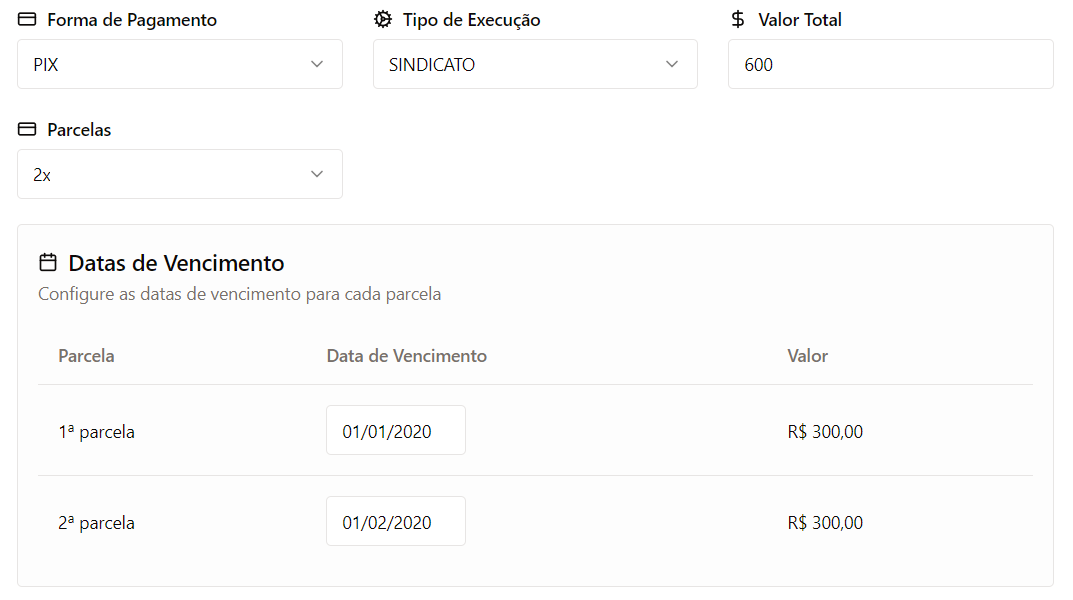 Forma de Pagamento
Tipo de Execução
Valor Total
PIX
SINDICATO
600
Parcelas
2x
Datas de Vencimento
Configure as datas de vencimento para cada parcela
Parcela Data de Vencimento Valor
1ª parcela 01/01/2020 R$ 300,00
2ª parcela 01/02/2020 R$ 300,00